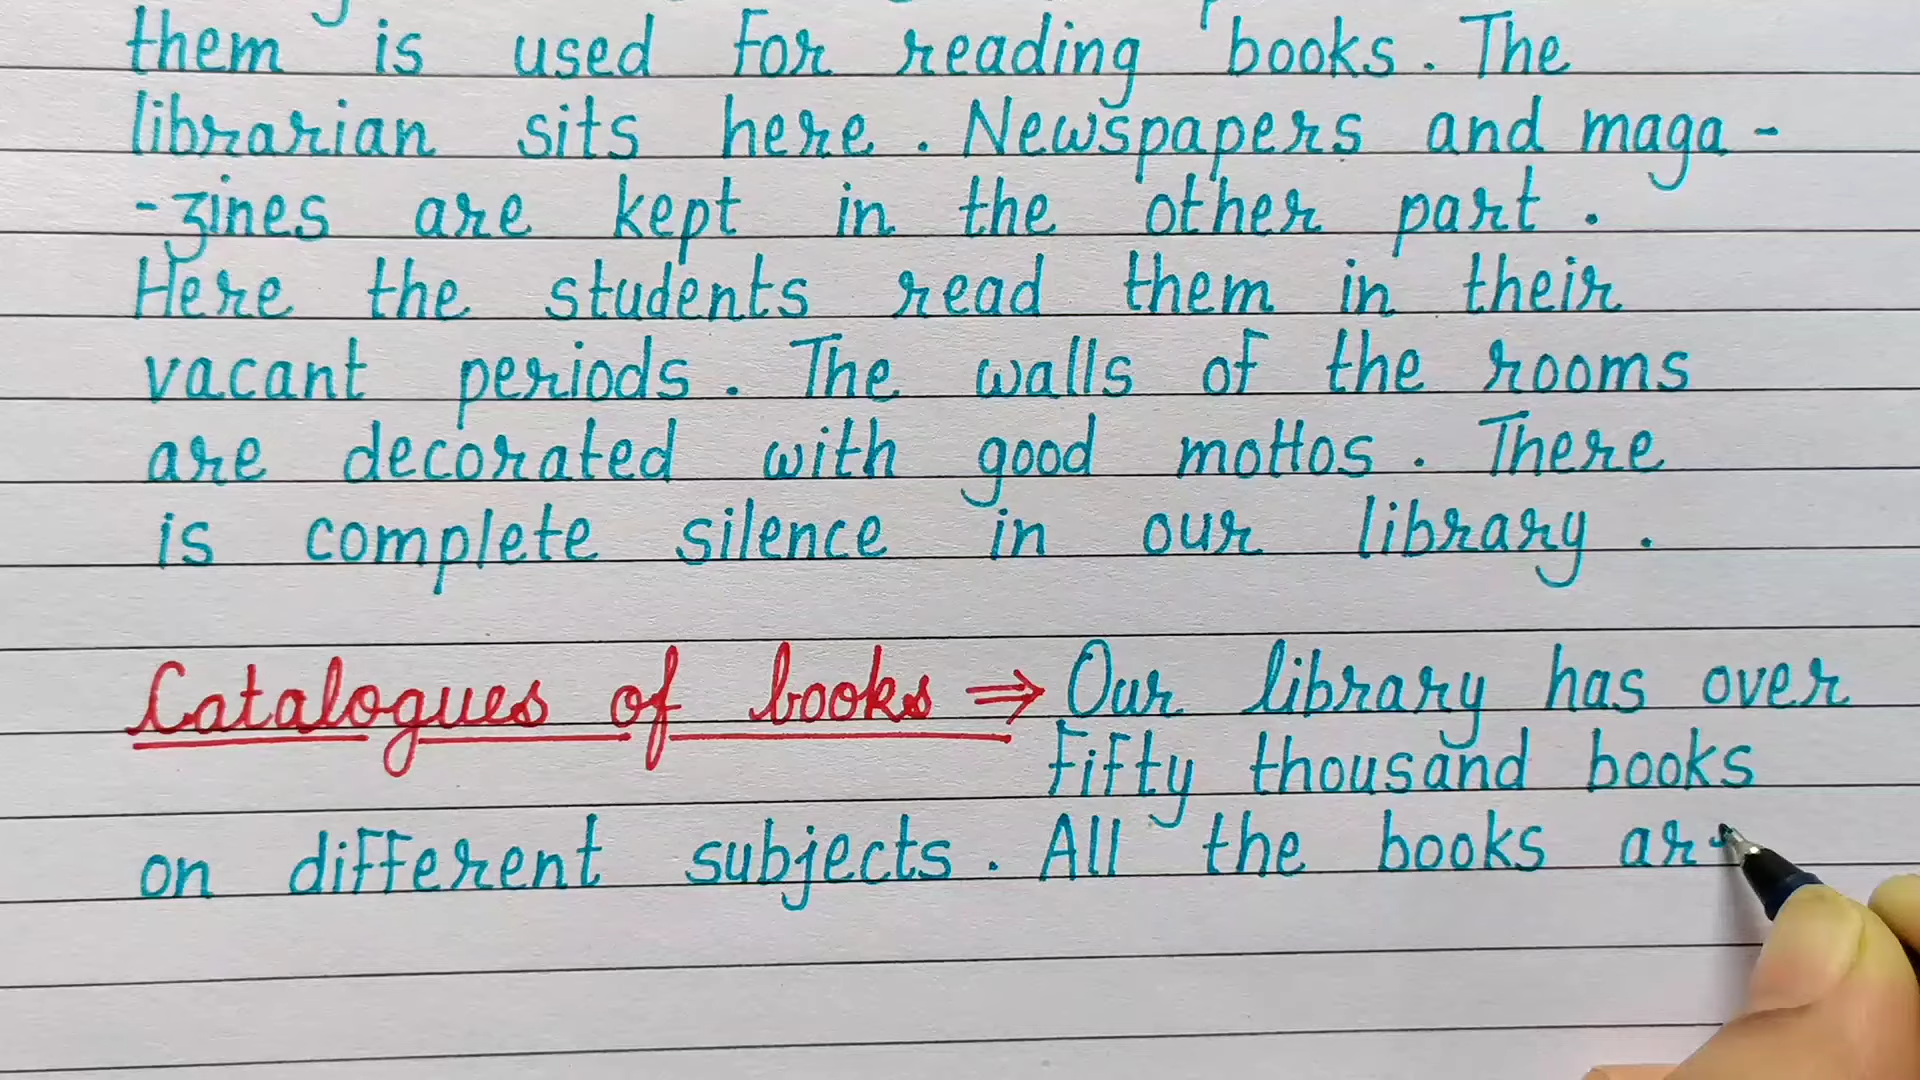 them is used for reading books. The
librarian sits here. Newspapers and maga-
-zines are kept in the other part.
Here the students read them in their
vacant periods. The walls of the rooms
are decorated with good mottos. There
is complete silence in our library.
Catalogues of books ⇒ Our library has over
fifty thousand books
on different subjects. All the books ar